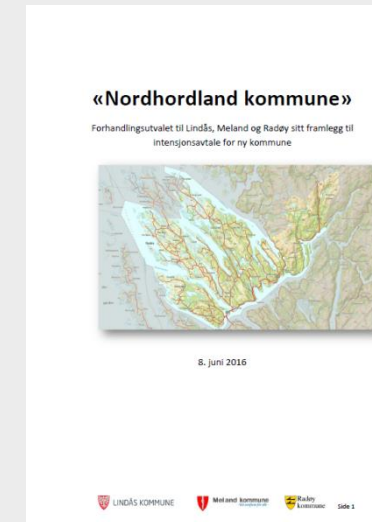 «Nordhordland kommune»
Forhandlingsutvalet til Lindås, Meland og Radøy sitt framlegg til
intensjonsavtale for ny kommune
8. juni 2016
LINDÅS KOMMUNE
Meland kommune
Radøy
kommune
Side 1